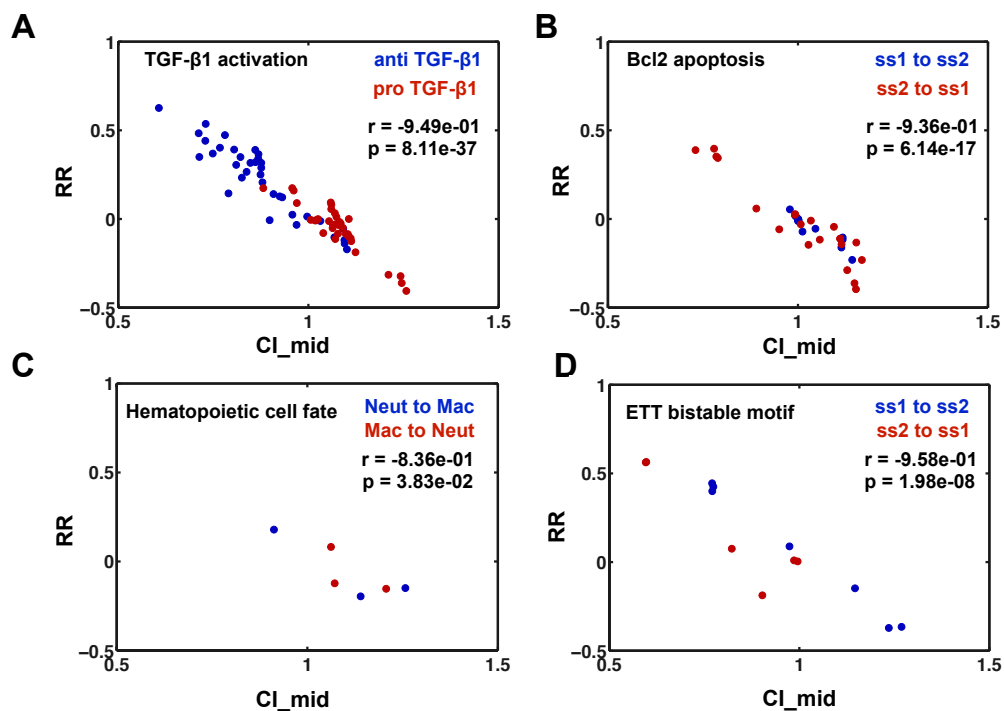 A
TGF-β1 activation
anti TGF-β1
pro TGF-β1
r = -9.49e-01
p = 8.11e-37
1
0.5
0
−0.5
0.5
1
1.5
RR
CI_mid
B
Bcl2 apoptosis
ss1 to ss2
ss2 to ss1
r = -9.36e-01
p = 6.14e-17
1
0.5
0
−0.5
0.5
1
1.5
RR
CI_mid
C
Hematopoietic cell fate
Neut to Mac
Mac to Neut
r = -8.36e-01
p = 3.83e-02
1
0.5
0
−0.5
0.5
1
1.5
RR
CI_mid
D
ETT bistable motif
ss1 to ss2
ss2 to ss1
r = -9.58e-01
p = 1.98e-08
1
0.5
0
−0.5
0.5
1
1.5
RR
CI_mid